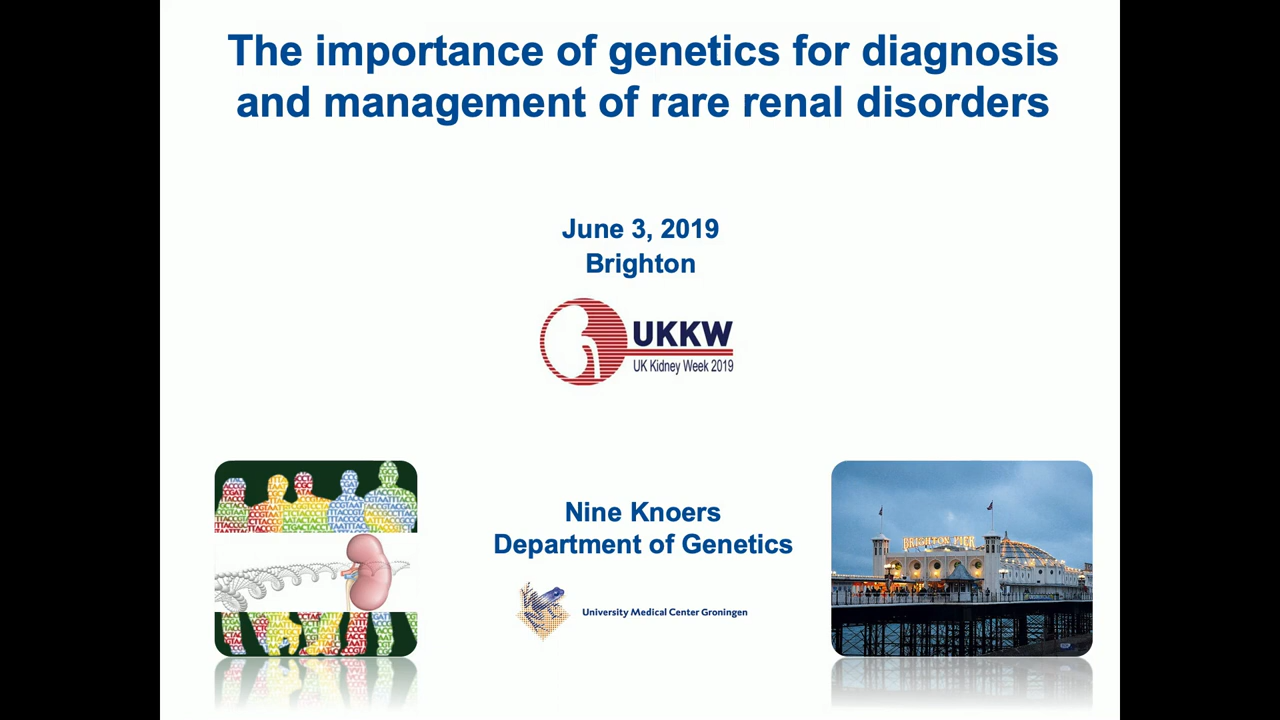 The importance of genetics for diagnosis
and management of rare renal disorders
June 3, 2019
Brighton
UKKW
UK Kidney Week 2019
Nine Knoers
Department of Genetics
University Medical Center Groningen
BRIGHTON PIER